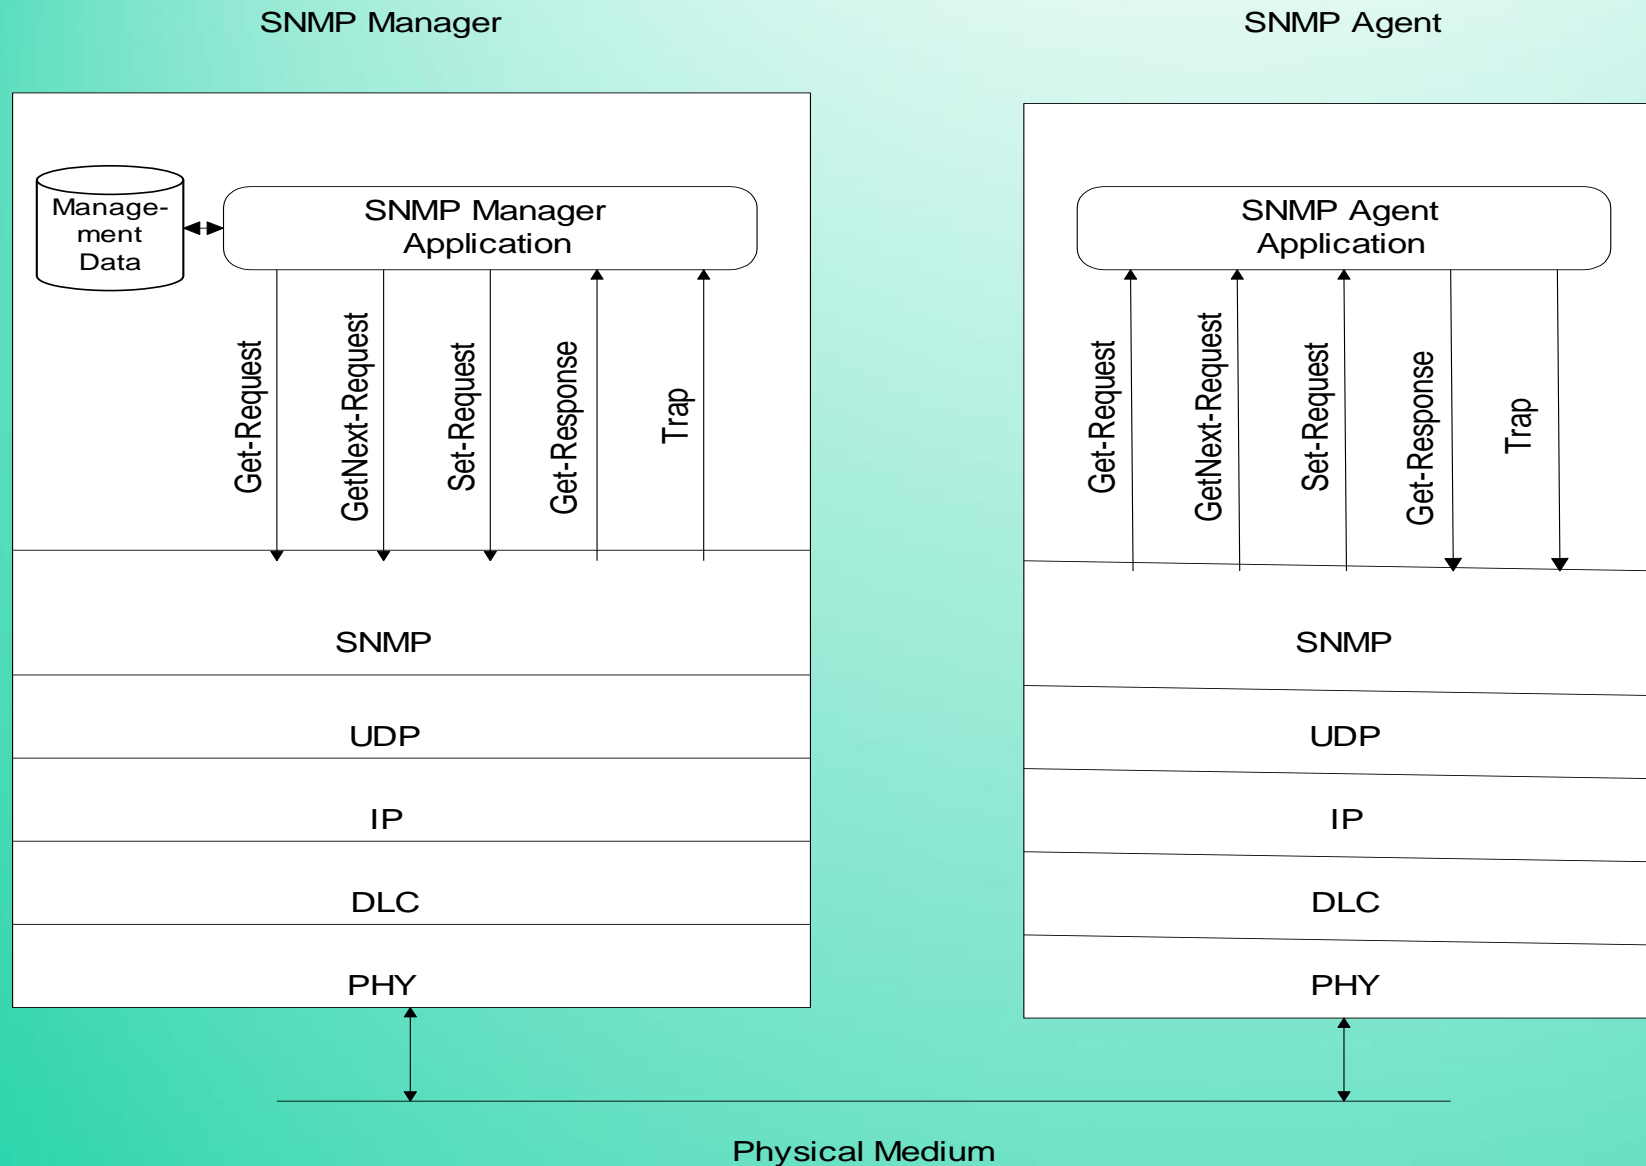 SNMP Manager
SNMP Agent
Manage-
ment
Data
SNMP Manager
Application
Get-Request
GetNext-Request
Set-Request
Get-Response
Trap
SNMP
UDP
IP
DLC
PHY
SNMP Agent
Application
Get-Request
GetNext-Request
Set-Request
Get-Response
Trap
SNMP
UDP
IP
DLC
PHY
Physical Medium